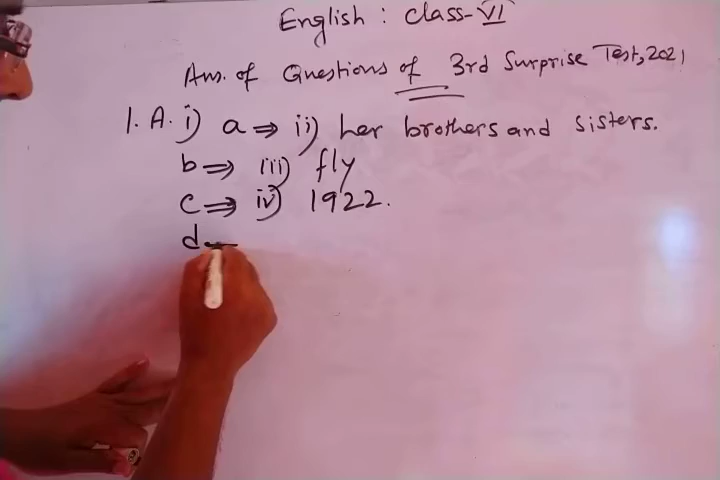 English : Class-VI
Ans. of Questions of 3rd Surprise Test, 2021
1. A. i) a ⇒ ii) her brothers and sisters.
b ⇒ iii) fly
c ⇒ iv) 1922.
d